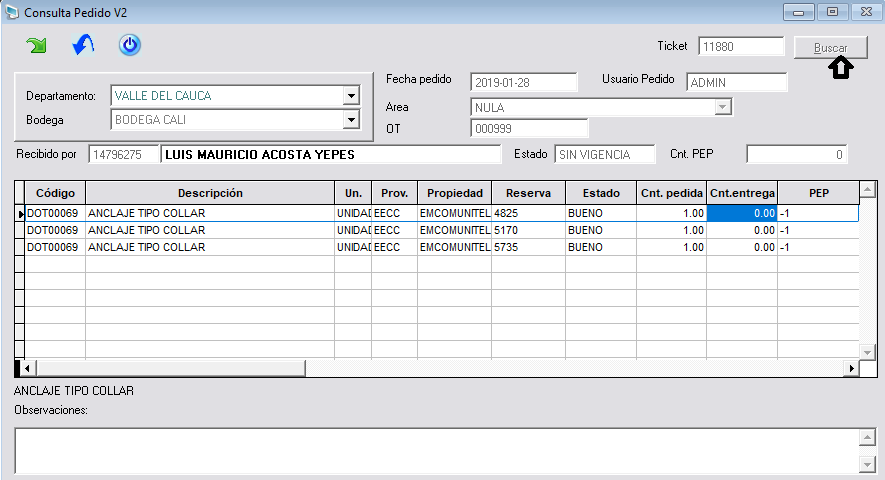 Consulta Pedido V2
Ticket 11880 Buscar
Departamento: VALLE DEL CAUCA Fecha pedido 2019-01-28 Usuario Pedido ADMIN
Bodega BODEGA CALI Area NULA
OT 000999
Recibido por 14796275 LUIS MAURICIO ACOSTA YEPES Estado SIN VIGENCIA Cnt. PEP 0
Código Descripción Un. Prov. Propiedad Reserva Estado Cnt. pedida Cnt.entrega PEP
DOT00069 ANCLAJE TIPO COLLAR UNIDAD EECC EMCOMUNITEL 4825 BUENO 1.00 0.00 -1
DOT00069 ANCLAJE TIPO COLLAR UNIDAD EECC EMCOMUNITEL 5170 BUENO 1.00 0.00 -1
DOT00069 ANCLAJE TIPO COLLAR UNIDAD EECC EMCOMUNITEL 5735 BUENO 1.00 0.00 -1
ANCLAJE TIPO COLLAR
Observaciones: